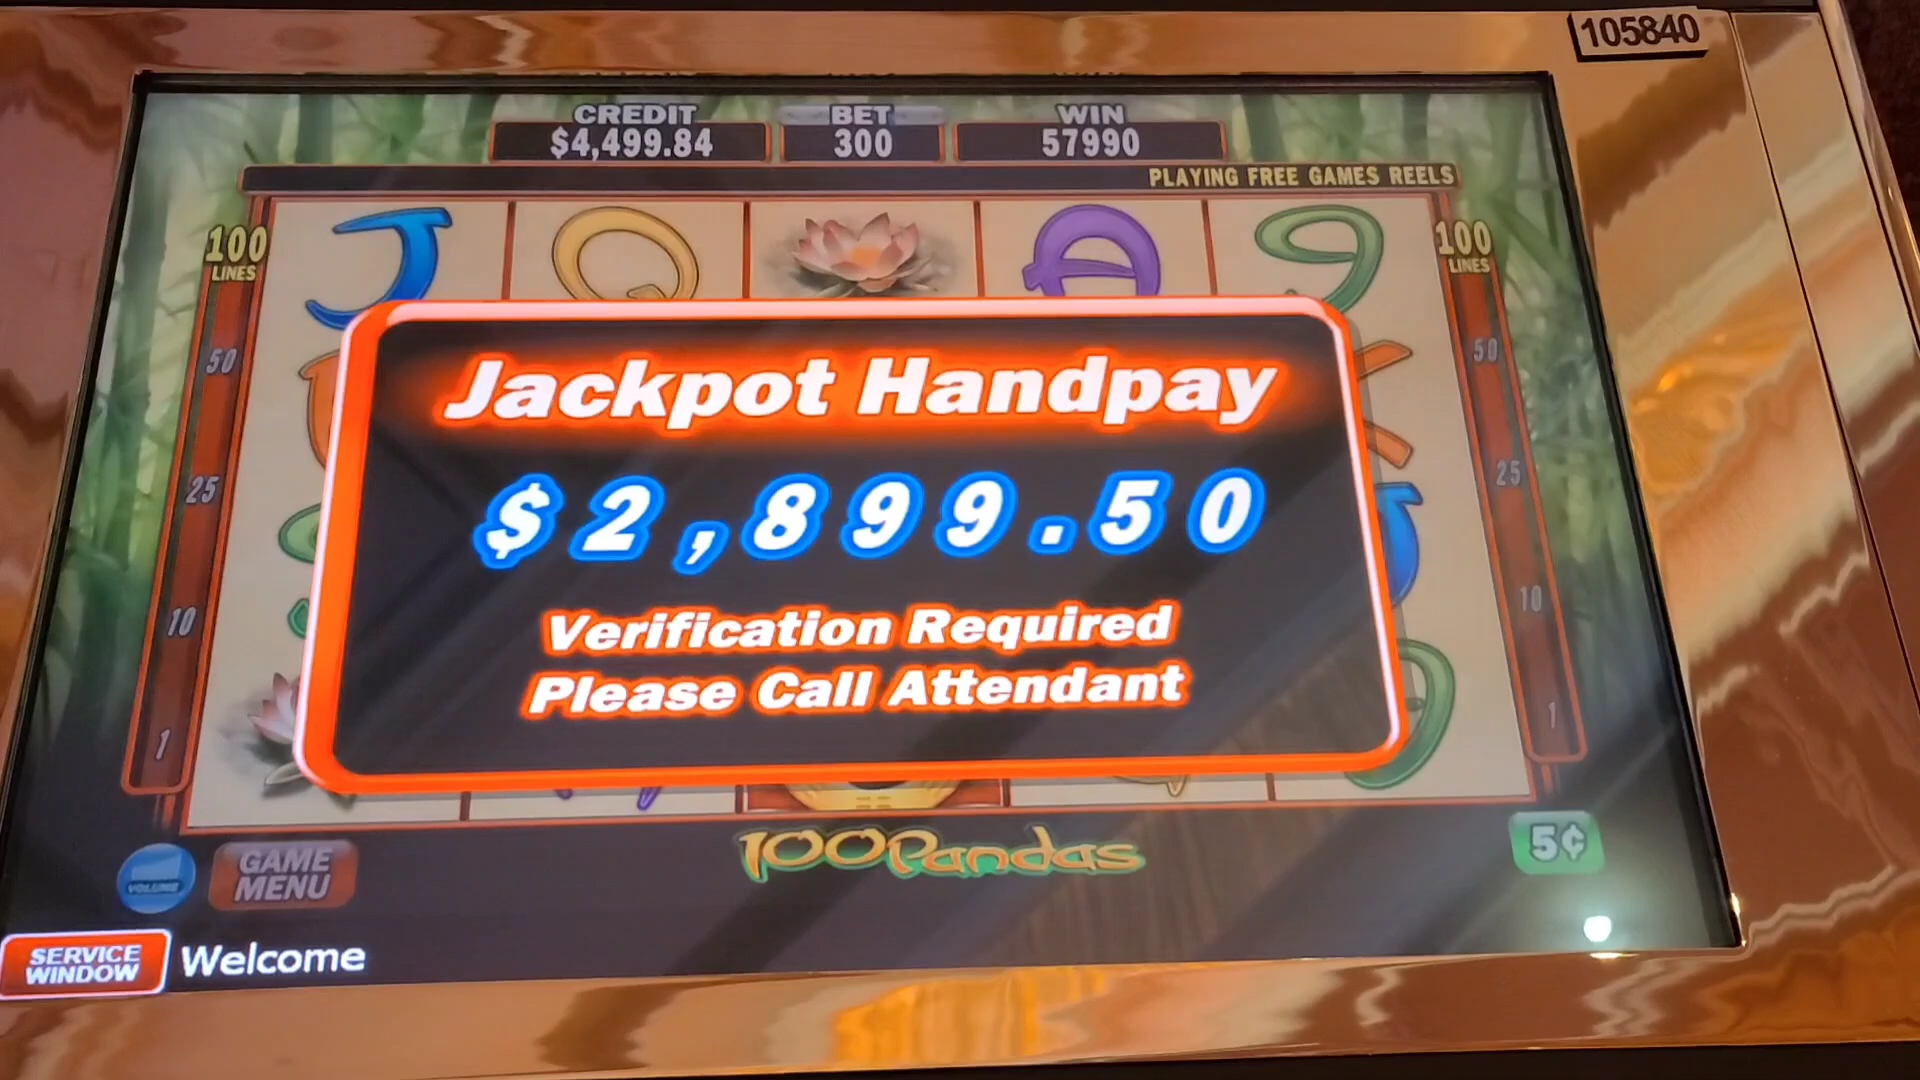 105840
CREDIT BET WIN
$4,499.84 300 57990
PLAYING FREE GAMES REELS
J Q A 9
100 LINES
100 LINES
50
50
Jackpot Handpay
$2,899.50
25
25
Verification Required
10
10
Please Call Attendant
1
1
100Pandas
5¢
VOLUME
GAME
MENU
SERVICE
WINDOW
Welcome